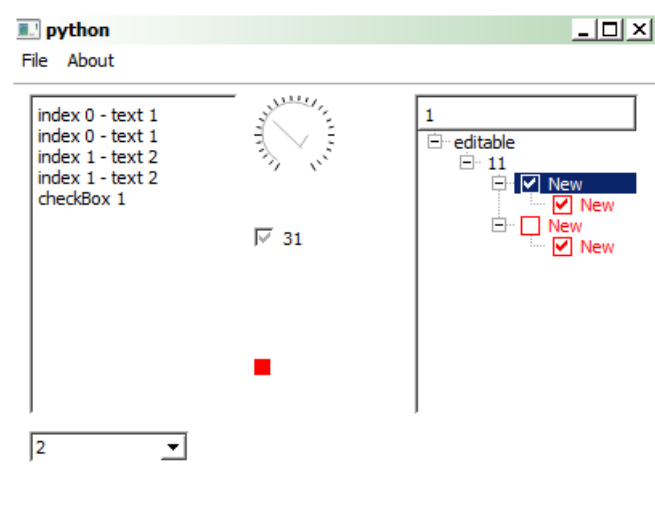 python
File About
index 0 - text 1
index 0 - text 1
index 1 - text 2
index 1 - text 2
checkBox 1
31
2
1
editable
11
New
New
New
New